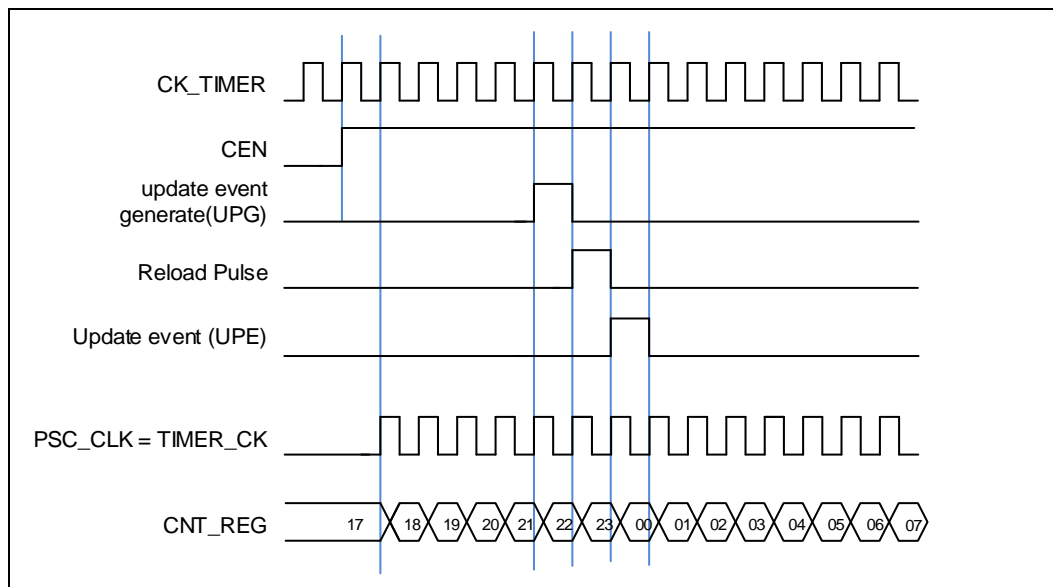 CK_TIMER
CEN
update event
generate(UPG)
Reload Pulse
Update event (UPE)
PSC_CLK = TIMER_CK
CNT_REG 17 18 19 20 21 22 23 00 01 02 03 04 05 06 07